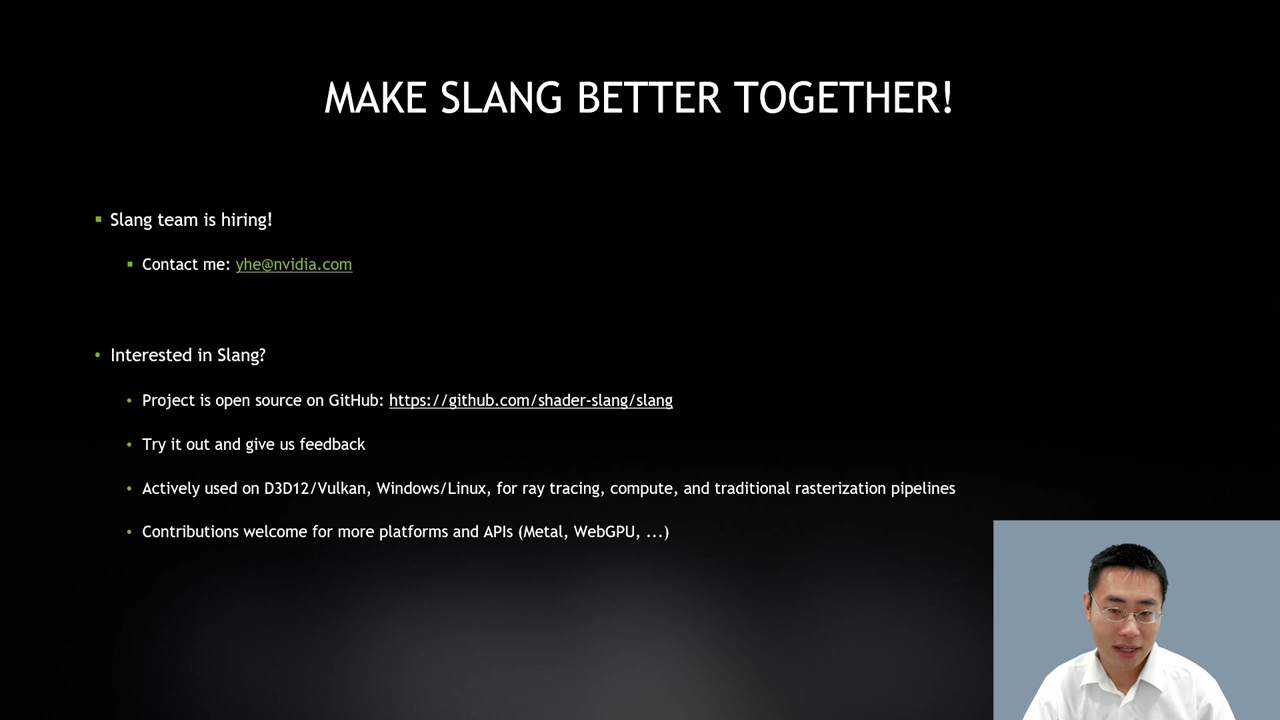 MAKE SLANG BETTER TOGETHER!
Slang team is hiring!
Contact me: yhe@nvidia.com
Interested in Slang?
Project is open source on GitHub: https://github.com/shader-slang/slang
Try it out and give us feedback
Actively used on D3D12/Vulkan, Windows/Linux, for ray tracing, compute, and traditional rasterization pipelines
Contributions welcome for more platforms and APIs (Metal, WebGPU, ...)